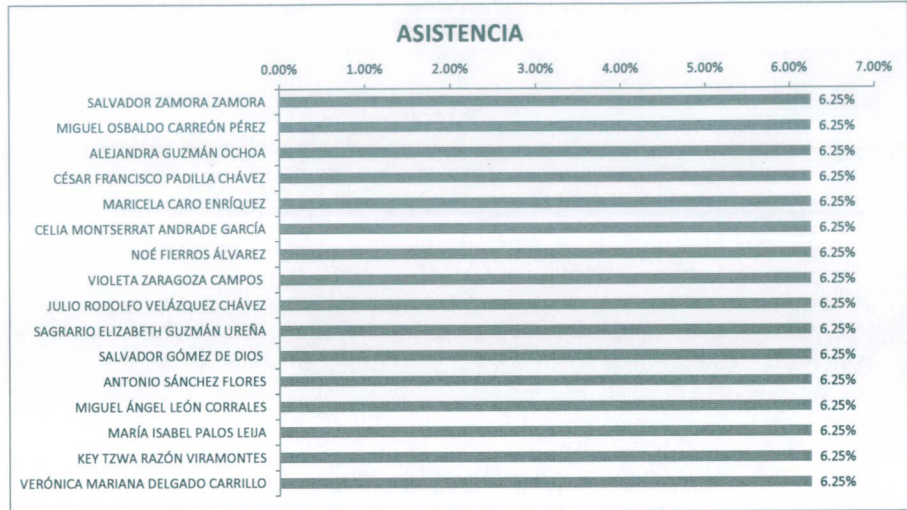 ASISTENCIA
0.00% 1.00% 2.00% 3.00% 4.00% 5.00% 6.00% 7.00%
SALVADOR ZAMORA ZAMORA 6.25%
MIGUEL OSBALDO CARREÓN PÉREZ 6.25%
ALEJANDRA GUZMÁN OCHOA 6.25%
CÉSAR FRANCISCO PADILLA CHÁVEZ 6.25%
MARICELA CARO ENRÍQUEZ 6.25%
CELIA MONTSERRAT ANDRADE GARCÍA 6.25%
NOÉ FIERROS ÁLVAREZ 6.25%
VIOLETA ZARAGOZA CAMPOS 6.25%
JULIO RODOLFO VELÁZQUEZ CHÁVEZ 6.25%
SAGRARIO ELIZABETH GUZMÁN UREÑA 6.25%
SALVADOR GÓMEZ DE DIOS 6.25%
ANTONIO SÁNCHEZ FLORES 6.25%
MIGUEL ÁNGEL LEÓN CORRALES 6.25%
MARÍA ISABEL PALOS LEIJA 6.25%
KEY TZWA RAZÓN VIRAMONTES 6.25%
VERÓNICA MARIANA DELGADO CARRILLO 6.25%